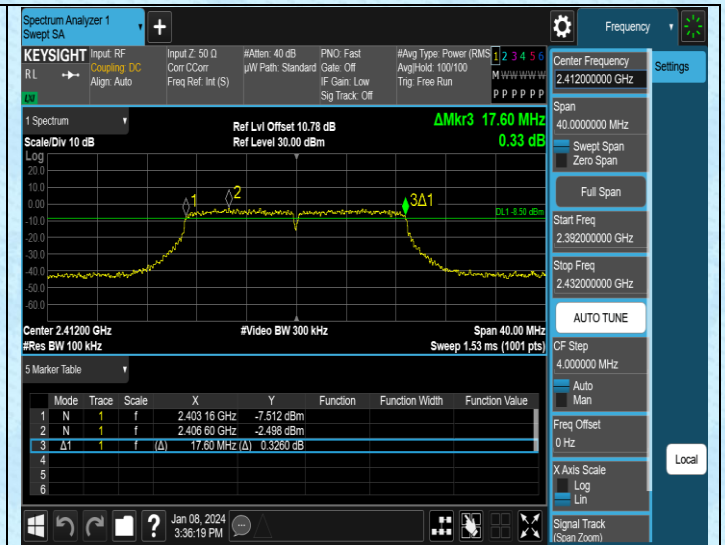 Spectrum Analyzer 1
Swept SA
Frequency
KEYSIGHT
RL
Input: RF
Coupling: DC
Align: Auto
Input Z: 50 Ω
Corr CCorr
Freq Ref: Int (S)
#Atten: 40 dB
µW Path: Standard
PNO: Fast
Gate: Off
IF Gain: Low
Sig Track: Off
#Avg Type: Power (RMS
Avg|Hold: 100/100
Trig: Free Run
1 2 3 4 5 6
M W W W W W
P P P P P P
1 Spectrum
Scale/Div 10 dB
Ref Lvl Offset 10.78 dB
Ref Level 30.00 dBm
ΔMkr3 17.60 MHz
0.33 dB
Log
20.0
10.0
0.00
-10.0
-20.0
-30.0
-40.0
-50.0
-60.0
1
2
3Δ1
DL1 -8.50 dBm
Center 2.41200 GHz
#Video BW 300 kHz
Span 40.00 MHz
#Res BW 100 kHz
Sweep 1.53 ms (1001 pts)
5 Marker Table
Mode Trace Scale X Y Function Function Width Function Value
1 N 1 f 2.403 16 GHz -7.512 dBm
2 N 1 f 2.406 60 GHz -2.498 dBm
3 Δ1 1 f (Δ) 17.60 MHz (Δ) 0.3260 dB
4
5
6
Jan 08, 2024
3:36:19 PM
?
Center Frequency
2.412000000 GHz
Settings
Span
40.0000000 MHz
Swept Span
Zero Span
Full Span
Start Freq
2.392000000 GHz
Stop Freq
2.432000000 GHz
AUTO TUNE
CF Step
4.000000 MHz
Auto
Man
Freq Offset
0 Hz
X Axis Scale
Log
Lin
Local
Signal Track
(Span Zoom)